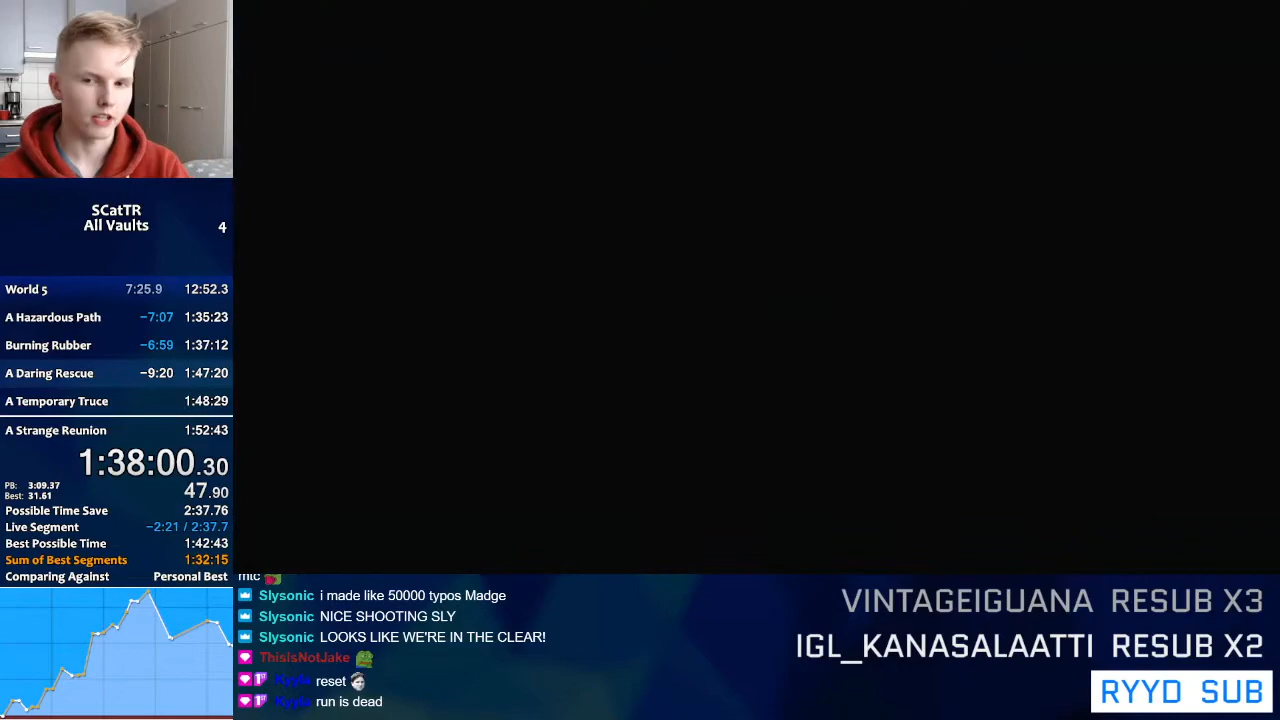 SCatTR
All Vaults 4
World 5 7:25.9 12:52.3
A Hazardous Path −7:07 1:35:23
Burning Rubber −6:59 1:37:12
A Daring Rescue −9:20 1:47:20
A Temporary Truce 1:48:29
A Strange Reunion 1:52:43
1:38:00.30
PB: 3:09.37
Best: 31.61
47.90
Possible Time Save 2:37.76
Live Segment −2:21 / 2:37.7
Best Possible Time 1:42:43
Sum of Best Segments 1:32:15
Comparing Against Personal Best
Slysonic i made like 50000 typos Madge
Slysonic NICE SHOOTING SLY
Slysonic LOOKS LIKE WE'RE IN THE CLEAR!
ThisIsNotJake
reset
run is dead
VINTAGEIGUANA RESUB X3
IGL_KANASALAATTI RESUB X2
RYYD SUB